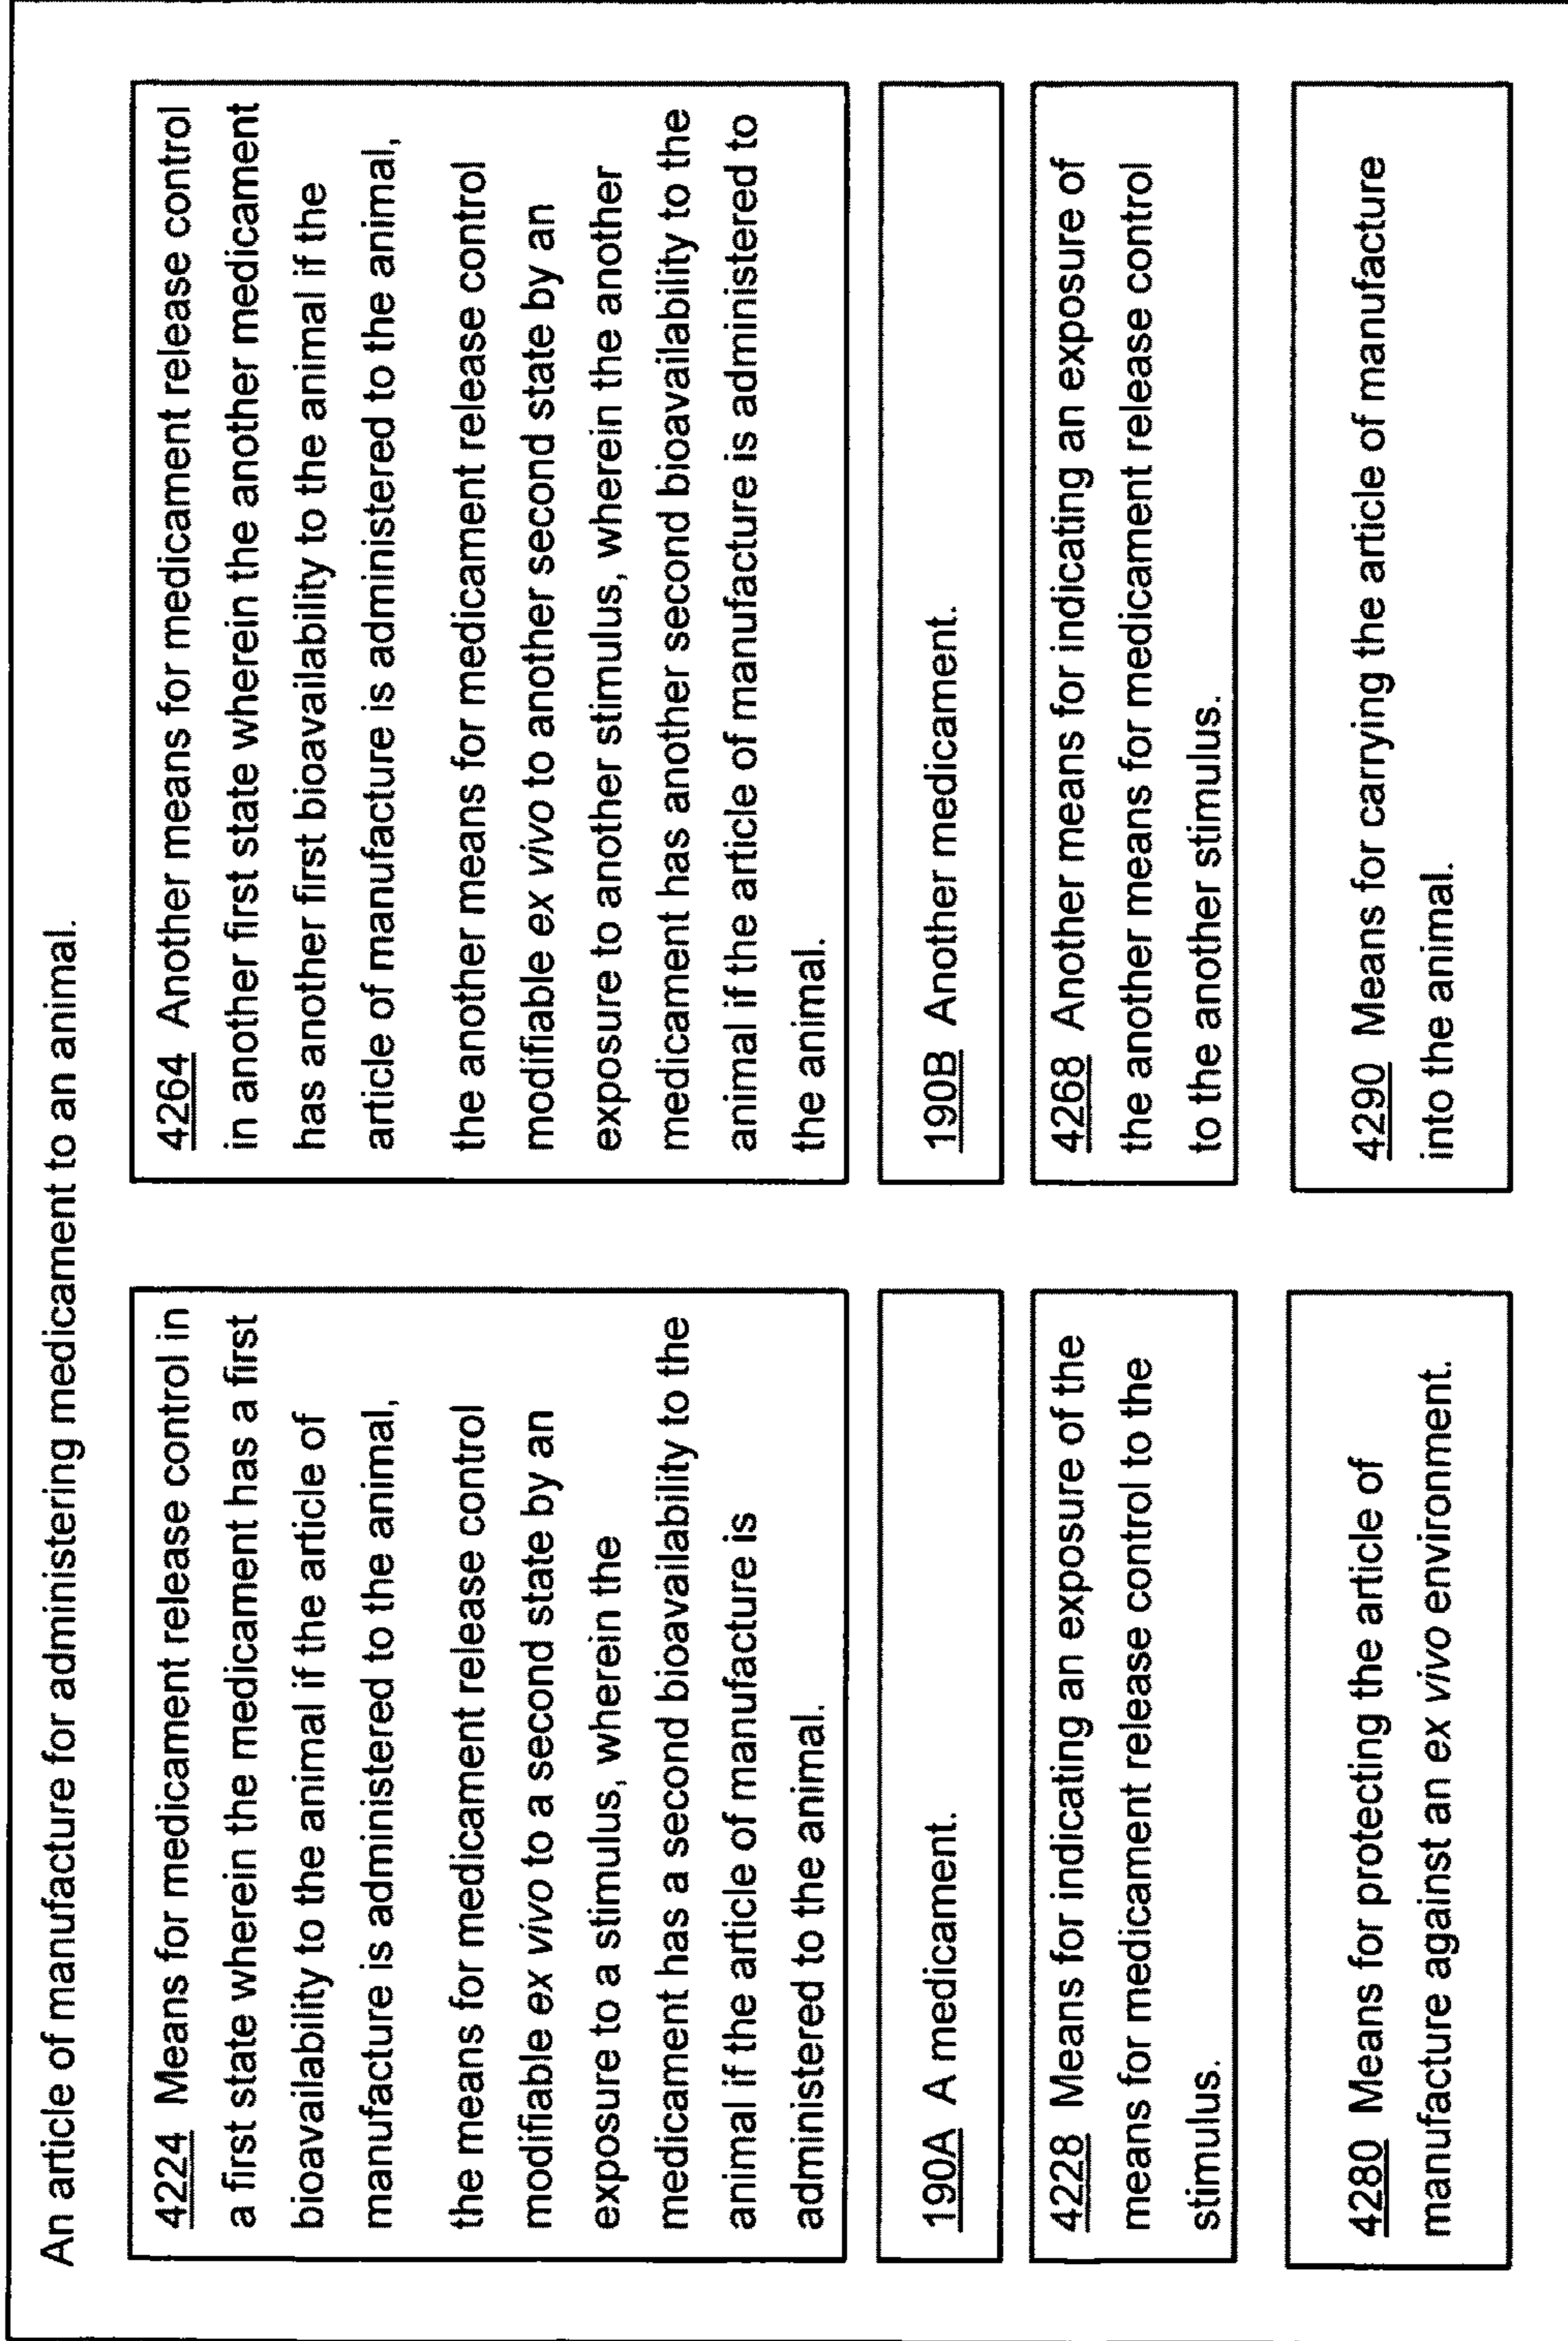 An article of manufacture for administering medicament to an animal.
4224 Means for medicament release control in
a first state wherein the medicament has a first
bioavailability to the animal if the article of
manufacture is administered to the animal,
the means for medicament release control
modifiable ex vivo to a second state by an
exposure to a stimulus, wherein the
medicament has a second bioavailability to the
animal if the article of manufacture is
administered to the animal.
190A A medicament.
4228 Means for indicating an exposure of the
means for medicament release control to the
stimulus.
4280 Means for protecting the article of
manufacture against an ex vivo environment.
4264 Another means for medicament release control
in another first state wherein the another medicament
has another first bioavailability to the animal if the
article of manufacture is administered to the animal,
the another means for medicament release control
modifiable ex vivo to another second state by an
exposure to another stimulus, wherein the another
medicament has another second bioavailability to the
animal if the article of manufacture is administered to
the animal.
190B Another medicament.
4268 Another means for indicating an exposure of
the another means for medicament release control
to the another stimulus.
4290 Means for carrying the article of manufacture
into the animal.